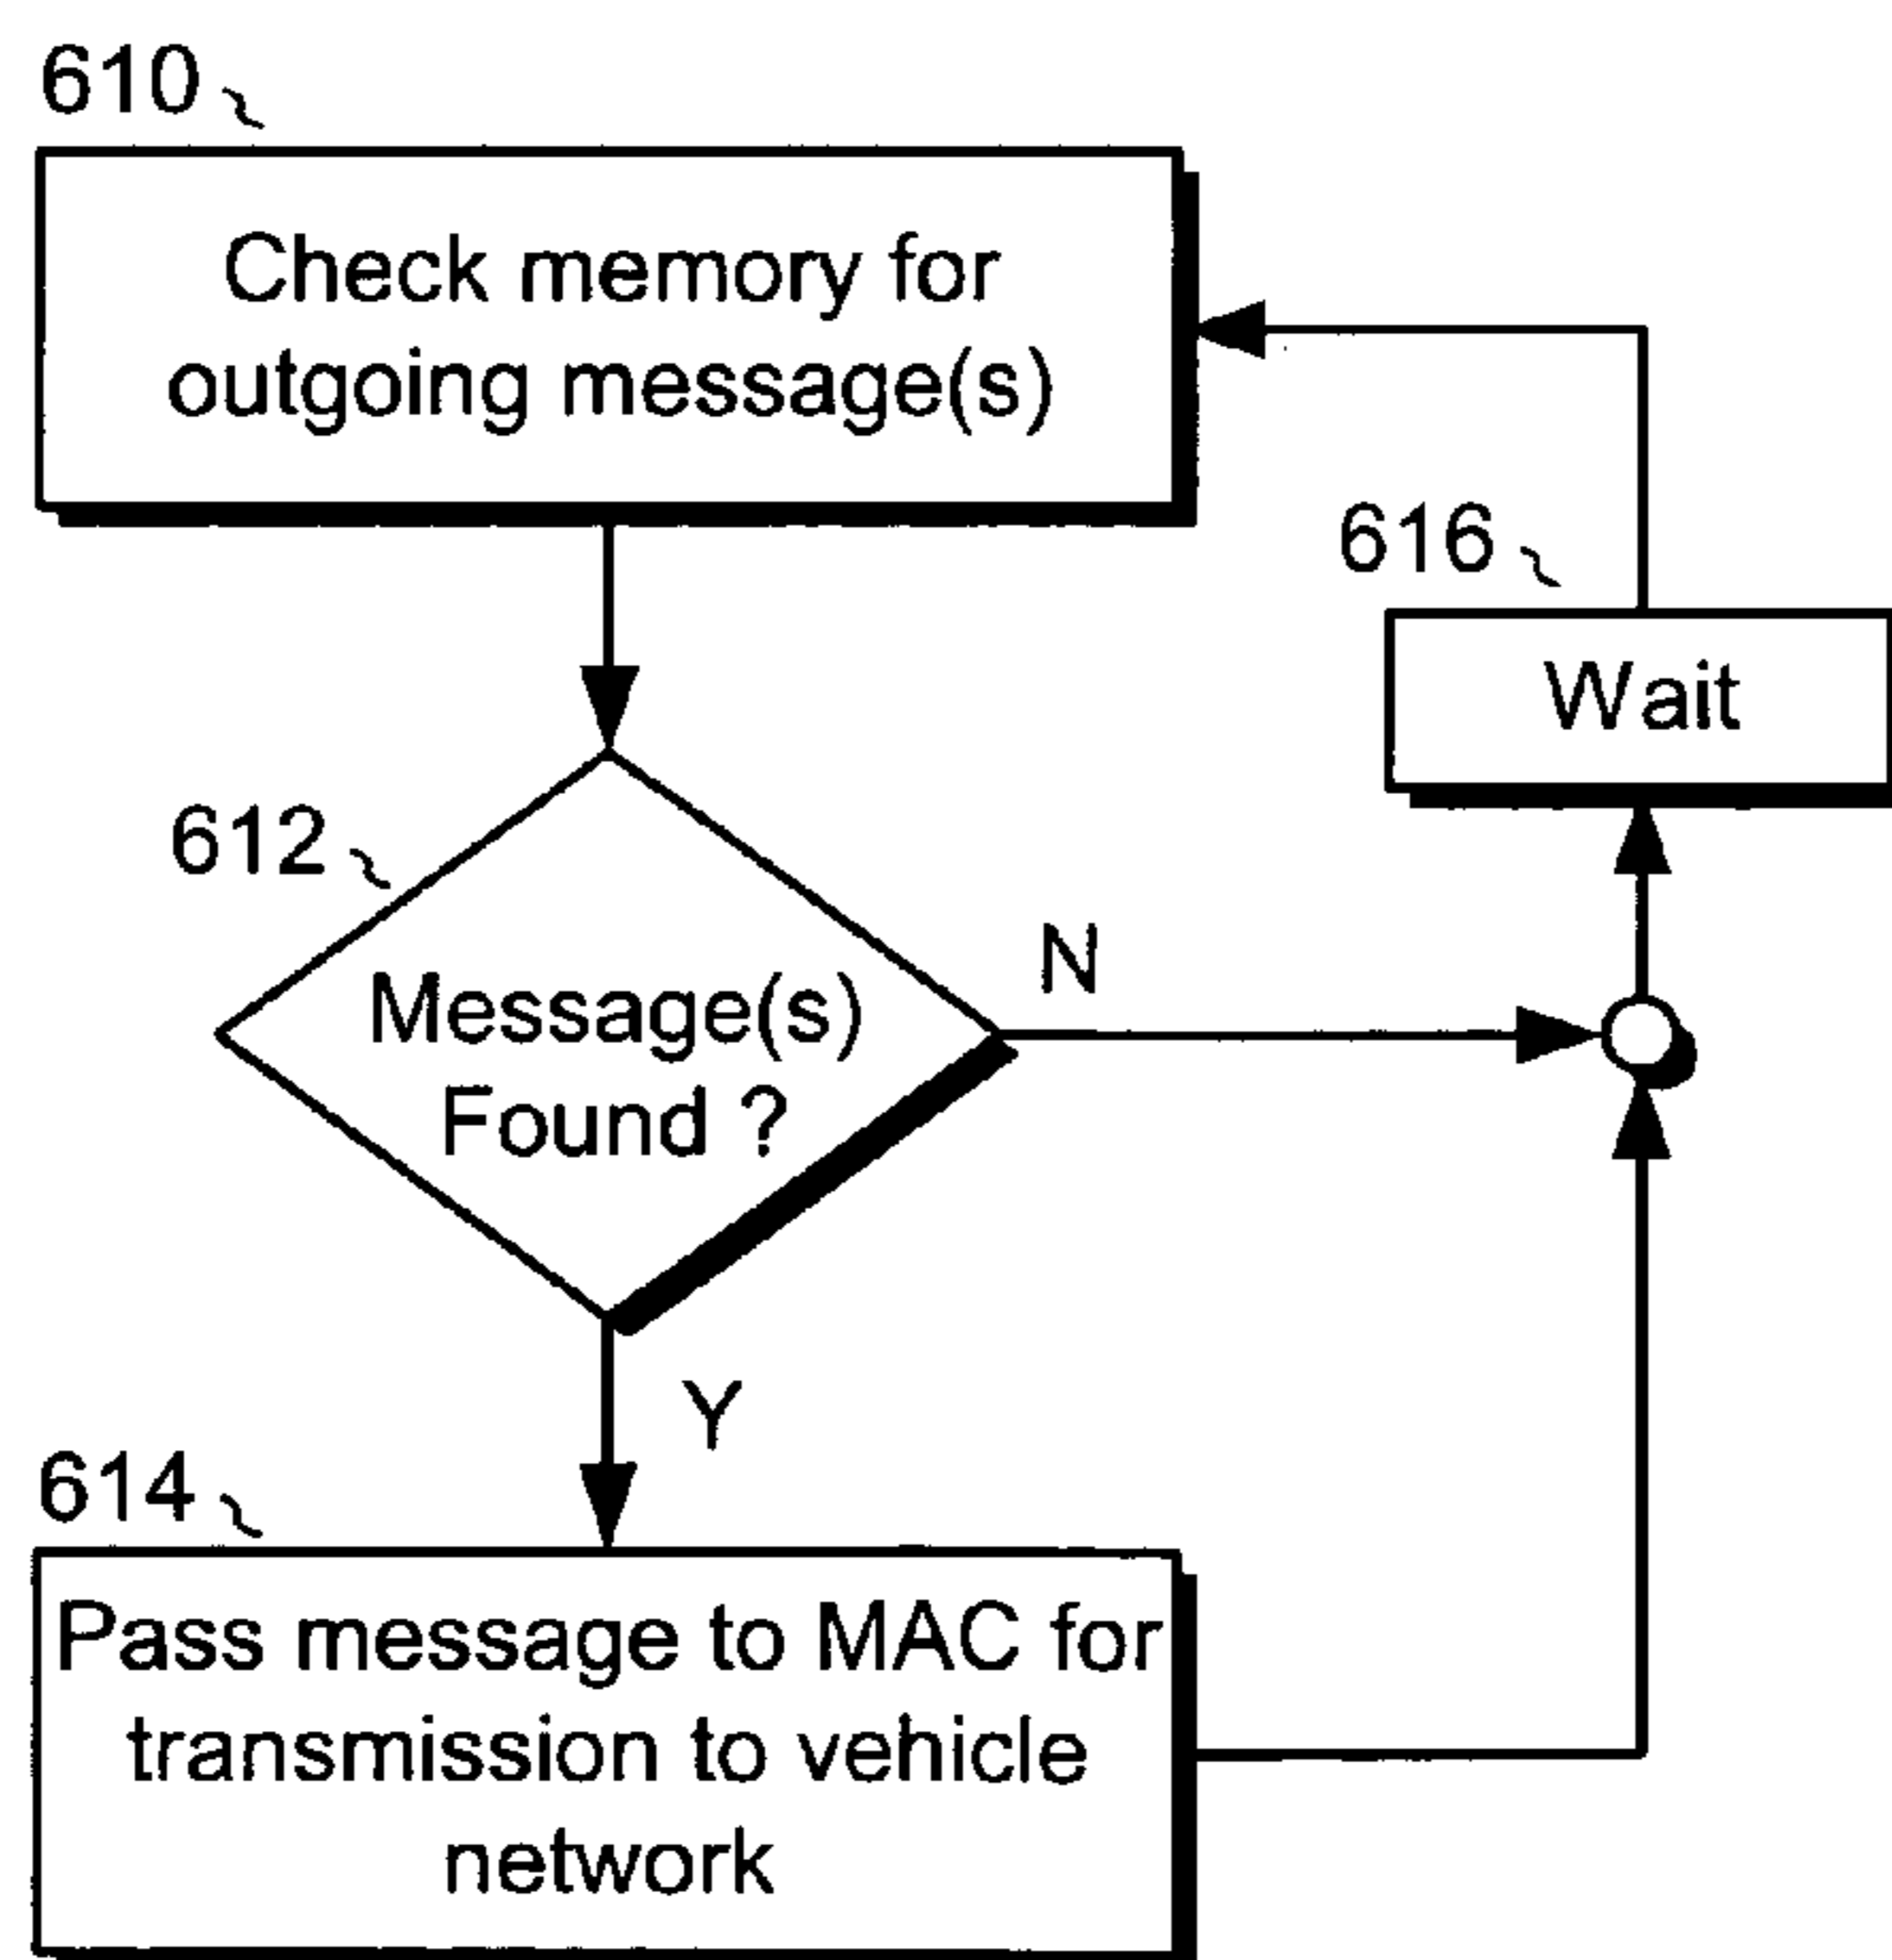 610
Check memory for
outgoing message(s)
616
Wait
612
Message(s)
Found ?
N
Y
614
Pass message to MAC for
transmission to vehicle
network